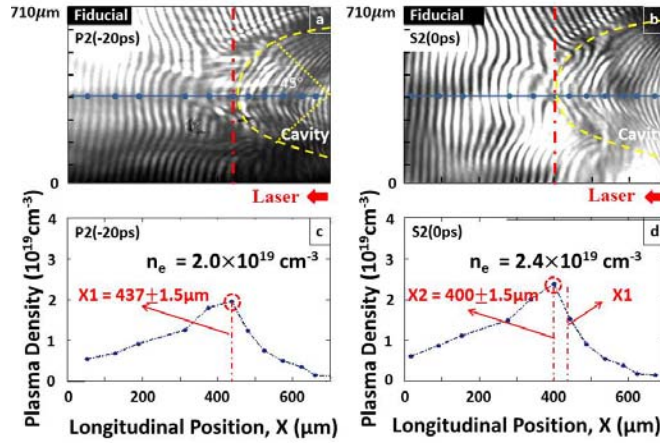 710μm Fiducial a
P2(-20ps)
45°
Cavity
0
Laser
710μm Fiducial b
S2(0ps)
Cavity
0
Laser
Plasma Density (10¹⁹cm⁻³)
4
3
2
1
0
P2(-20ps) c
nₑ = 2.0×10¹⁹ cm⁻³
X1 = 437±1.5μm
0 200 400 600
Longitudinal Position, X (μm)
Plasma Density (10¹⁹cm⁻³)
4
3
2
1
0
S2(0ps) d
nₑ = 2.4×10¹⁹ cm⁻³
X2 = 400±1.5μm X1
0 200 400 600
Longitudinal Position, X (μm)